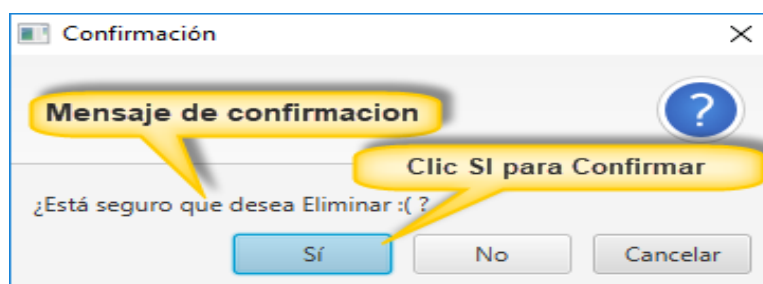 Confirmación
Mensaje de confirmacion
?
Clic SI para Confirmar
¿Está seguro que desea Eliminar :( ?
Sí No Cancelar